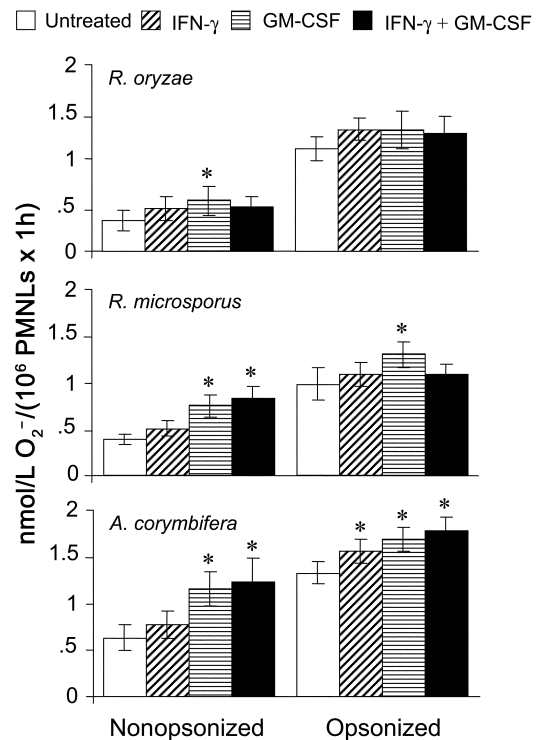 Untreated IFN-γ GM-CSF IFN-γ + GM-CSF
nmol/L O₂⁻/(10⁶ PMNLs x 1h)
R. oryzae
2
1.5
1
.5
0
*
R. microsporus
2
1.5
1
.5
0
* * *
A. corymbifera
2
1.5
1
.5
0
* * * * *
Nonopsonized Opsonized